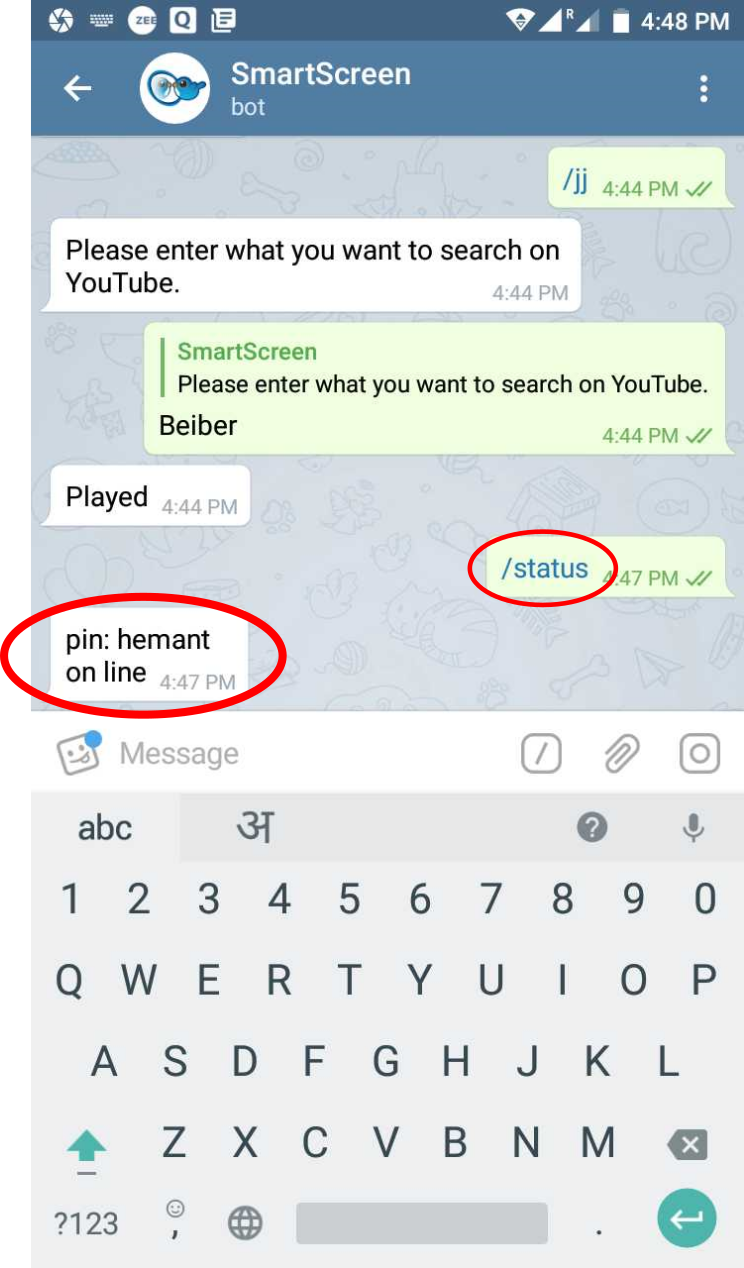 ZEE Q R 4:48 PM
SmartScreen
bot
/jj 4:44 PM
Please enter what you want to search on
YouTube. 4:44 PM
SmartScreen
Please enter what you want to search on YouTube.
Beiber 4:44 PM
Played 4:44 PM
/status 4:47 PM
pin: hemant
on line 4:47 PM
Message /
abc अ ?
1 2 3 4 5 6 7 8 9 0
Q W E R T Y U I O P
A S D F G H J K L
Z X C V B N M
?123 , .